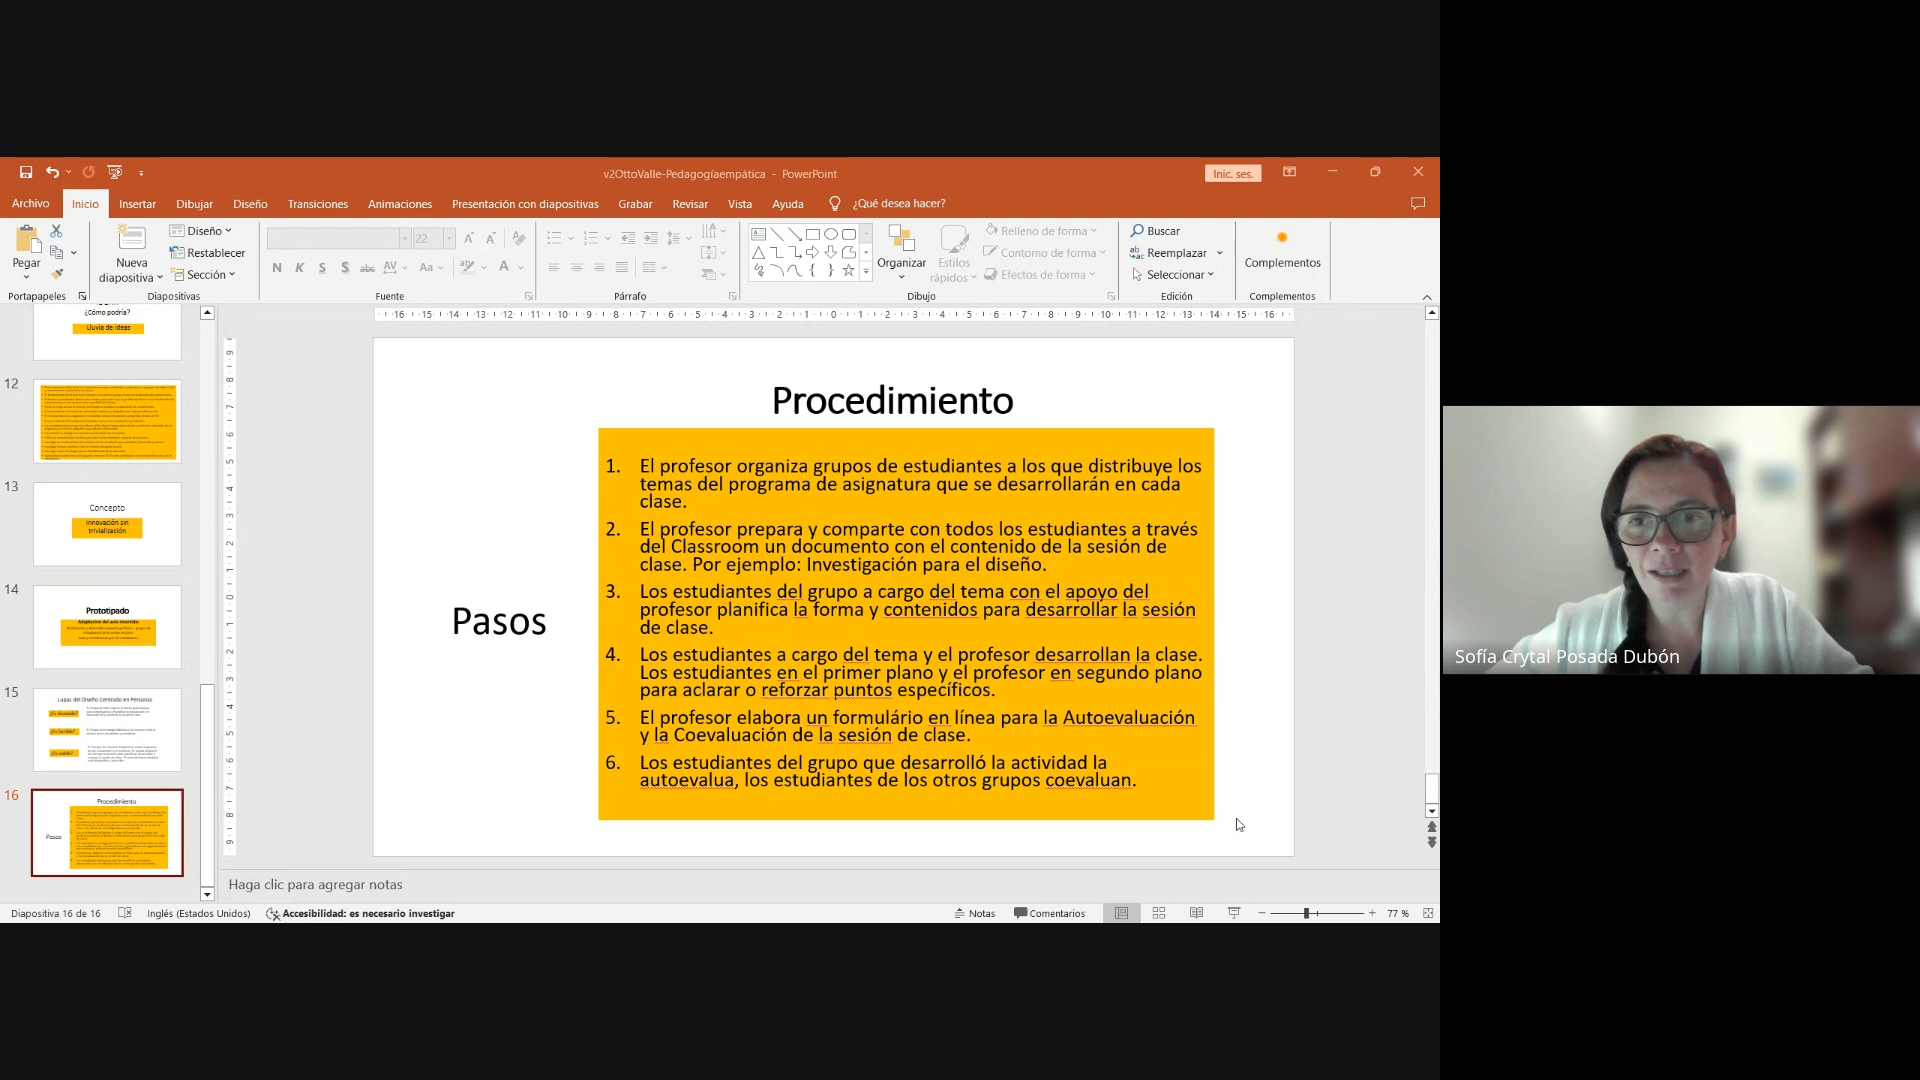 v2OttoValle-Pedagogíaempática - PowerPoint
Inic. ses.
Archivo Inicio Insertar Dibujar Diseño Transiciones Animaciones Presentación con diapositivas Grabar Revisar Vista Ayuda ¿Qué desea hacer?
Pegar
Portapapeles
Nueva
diapositiva
Diseño
Restablecer
Sección
Diapositivas
22
N K S S abc AV Aa A
Fuente
Párrafo
Organizar
Estilos
rápidos
Relleno de forma
Contorno de forma
Efectos de forma
Dibujo
Buscar
Reemplazar
Seleccionar
Edición
Complementos
Complementos
¿Cómo podría?
Lluvia de ideas
12
13
Concepto
Innovación sin
trivialización
14
Prototipado
Adaptación del aula invertida:
15
Lupas del Diseño Centrado en Personas
¿Es deseable?
¿Es factible?
¿Es viable?
16
Procedimiento
Pasos
Procedimiento
Pasos
1. El profesor organiza grupos de estudiantes a los que distribuye los
temas del programa de asignatura que se desarrollarán en cada
clase.
2. El profesor prepara y comparte con todos los estudiantes a través
del Classroom un documento con el contenido de la sesión de
clase. Por ejemplo: Investigación para el diseño.
3. Los estudiantes del grupo a cargo del tema con el apoyo del
profesor planifica la forma y contenidos para desarrollar la sesión
de clase.
4. Los estudiantes a cargo del tema y el profesor desarrollan la clase.
Los estudiantes en el primer plano y el profesor en segundo plano
para aclarar o reforzar puntos específicos.
5. El profesor elabora un formulário en línea para la Autoevaluación
y la Coevaluación de la sesión de clase.
6. Los estudiantes del grupo que desarrolló la actividad la
autoevalua, los estudiantes de los otros grupos coevaluan.
Haga clic para agregar notas
Diapositiva 16 de 16 Inglés (Estados Unidos) Accesibilidad: es necesario investigar Notas Comentarios 77 %
Sofía Crytal Posada Dubón